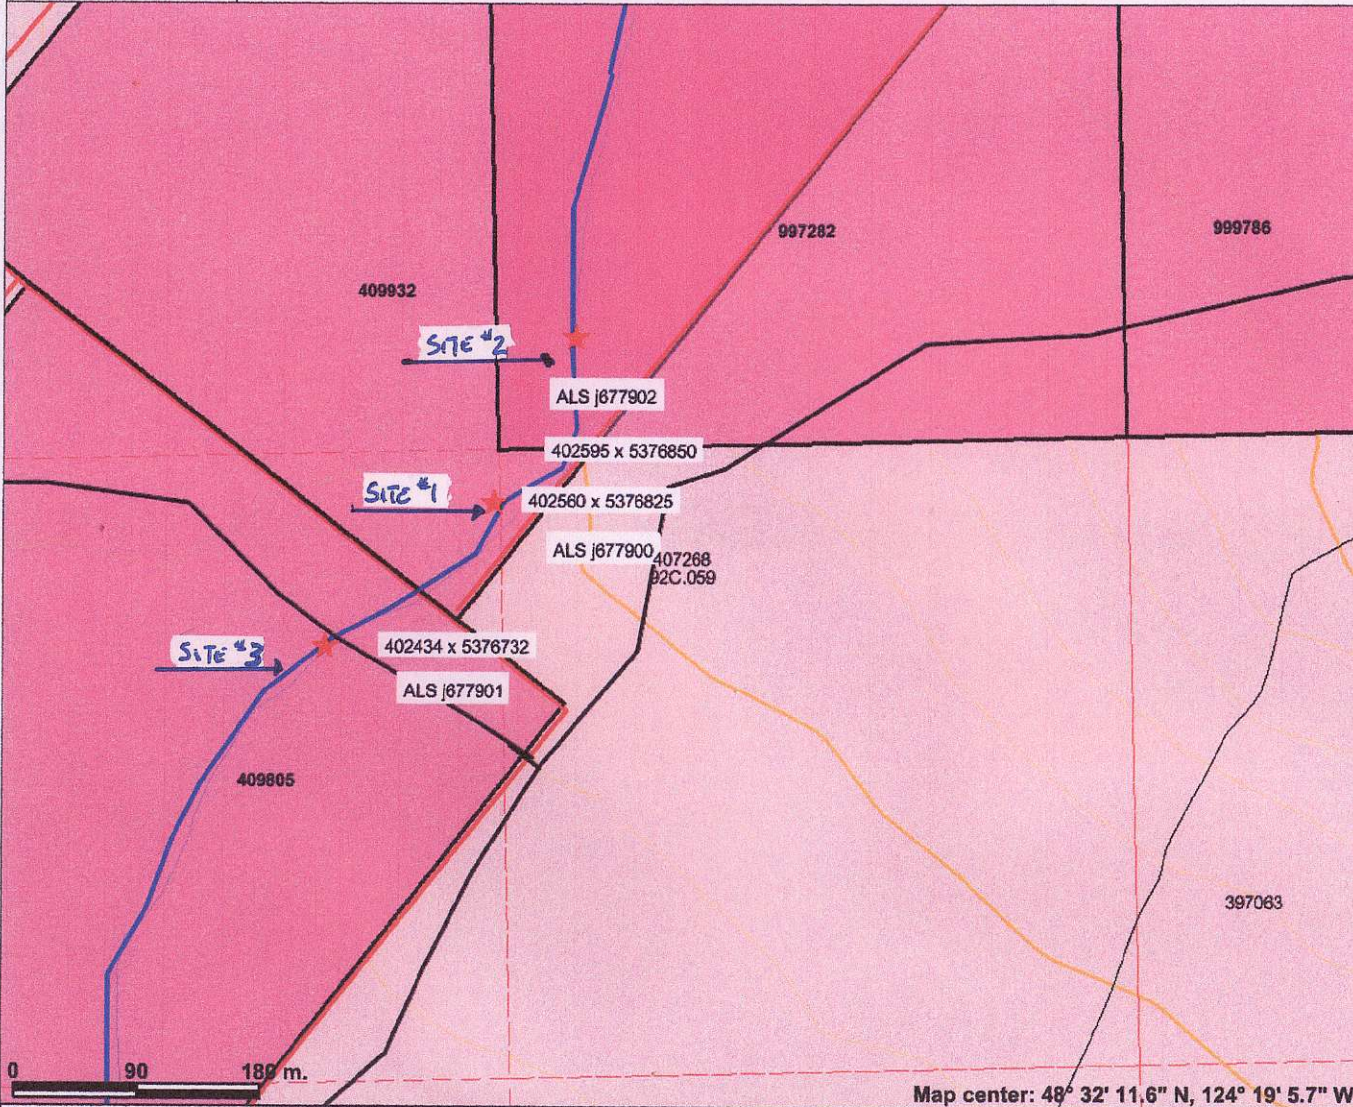 997282
999786
409932
SITE #2
ALS j677902
402595 x 5376850
SITE #1
402560 x 5376825
ALS j677900
407268
92C.059
SITE #3
402434 x 5376732
ALS j677901
409805
397063
0 90 180 m.
Map center: 48° 32' 11.6" N, 124° 19' 5.7" W